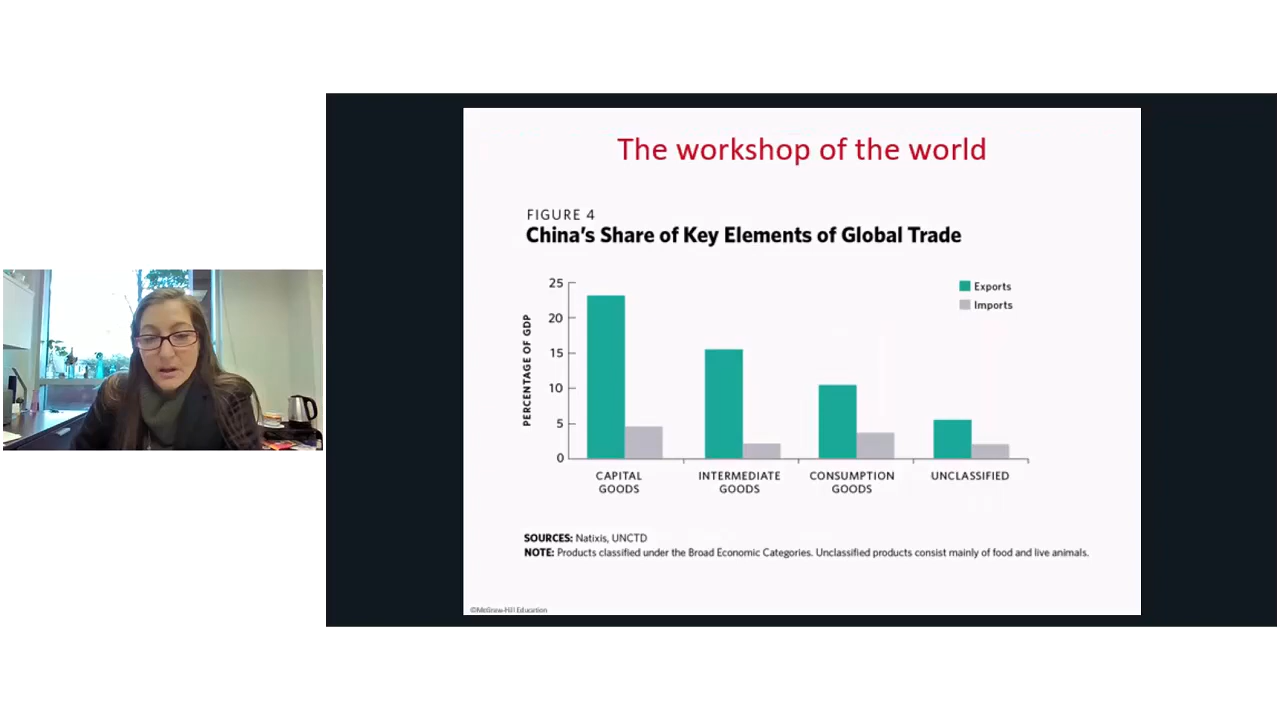 The workshop of the world
FIGURE 4
China's Share of Key Elements of Global Trade
25
20
15
10
5
0
PERCENTAGE OF GDP
Exports
Imports
CAPITAL
GOODS
INTERMEDIATE
GOODS
CONSUMPTION
GOODS
UNCLASSIFIED
SOURCES: Natixis, UNCTD
NOTE: Products classified under the Broad Economic Categories. Unclassified products consist mainly of food and live animals.
©McGraw-Hill Education